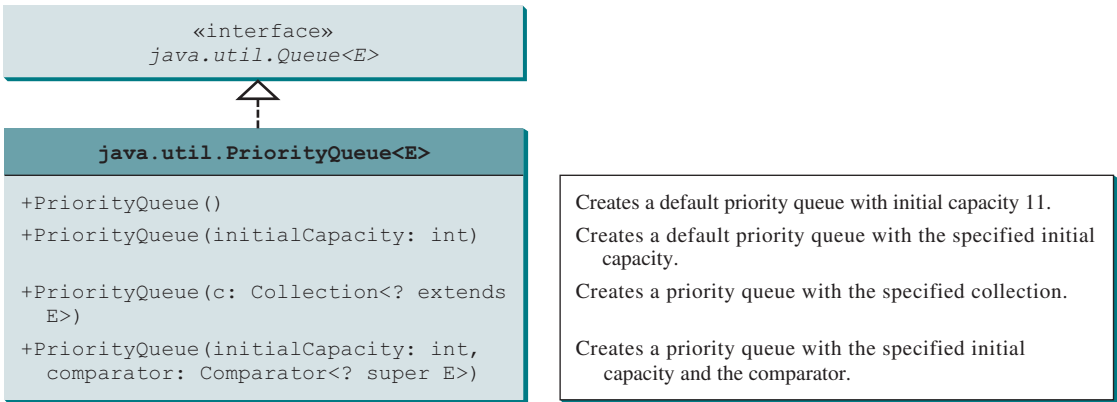 «interface»
java.util.Queue<E>
java.util.PriorityQueue<E>
+PriorityQueue()
+PriorityQueue(initialCapacity: int)
+PriorityQueue(c: Collection<? extends
E>)
+PriorityQueue(initialCapacity: int,
comparator: Comparator<? super E>)
Creates a default priority queue with initial capacity 11.
Creates a default priority queue with the specified initial
capacity.
Creates a priority queue with the specified collection.
Creates a priority queue with the specified initial
capacity and the comparator.